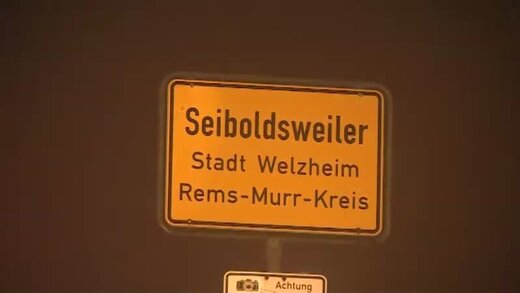 Seiboldsweiler
Stadt Welzheim
Rems-Murr-Kreis
Achtung